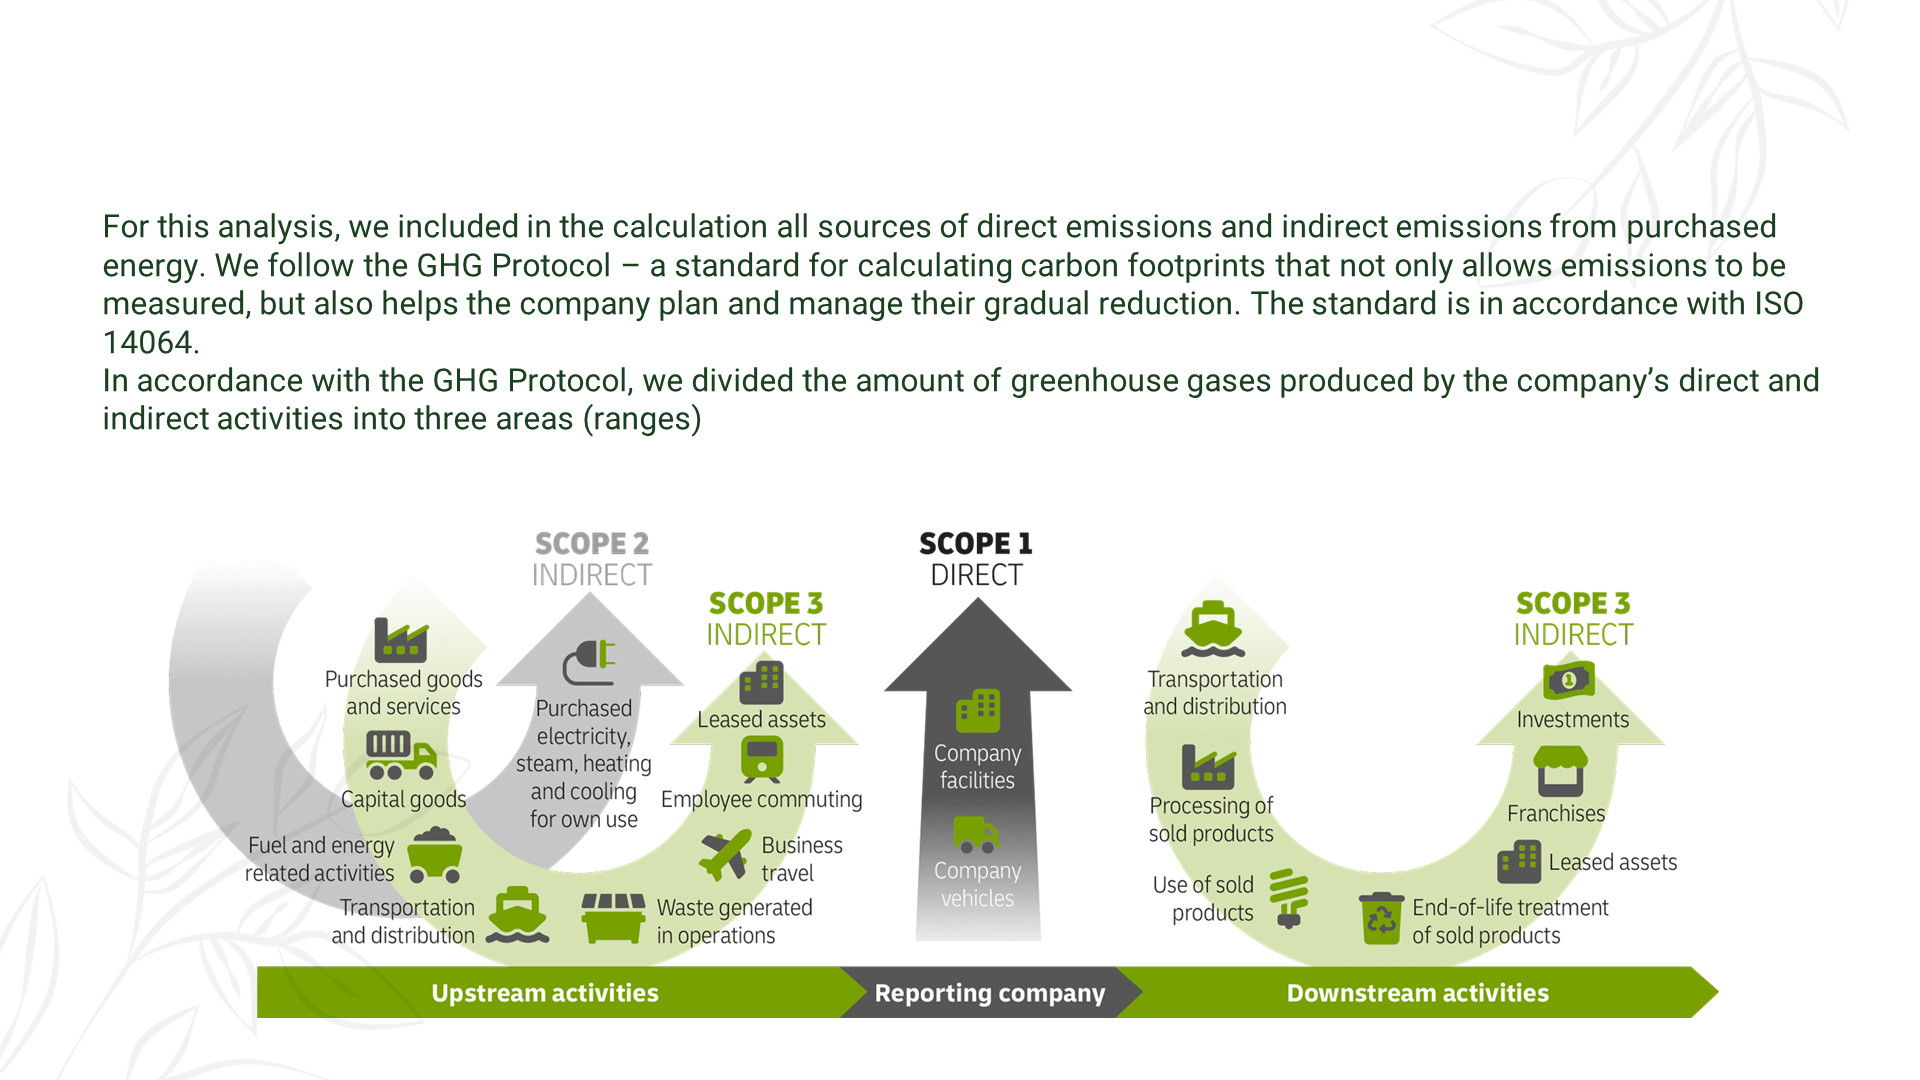 For this analysis, we included in the calculation all sources of direct emissions and indirect emissions from purchased
energy. We follow the GHG Protocol – a standard for calculating carbon footprints that not only allows emissions to be
measured, but also helps the company plan and manage their gradual reduction. The standard is in accordance with ISO
14064.
In accordance with the GHG Protocol, we divided the amount of greenhouse gases produced by the company’s direct and
indirect activities into three areas (ranges)
SCOPE 2
INDIRECT
Purchased
electricity,
steam, heating
and cooling
for own use
SCOPE 3
INDIRECT
Purchased goods
and services
Capital goods
Fuel and energy
related activities
Transportation
and distribution
Waste generated
in operations
Business
travel
Employee commuting
Leased assets
SCOPE 1
DIRECT
Company
facilities
Company
vehicles
SCOPE 3
INDIRECT
Transportation
and distribution
Processing of
sold products
Use of sold
products
End-of-life treatment
of sold products
Leased assets
Franchises
Investments
1
Upstream activities
Reporting company
Downstream activities